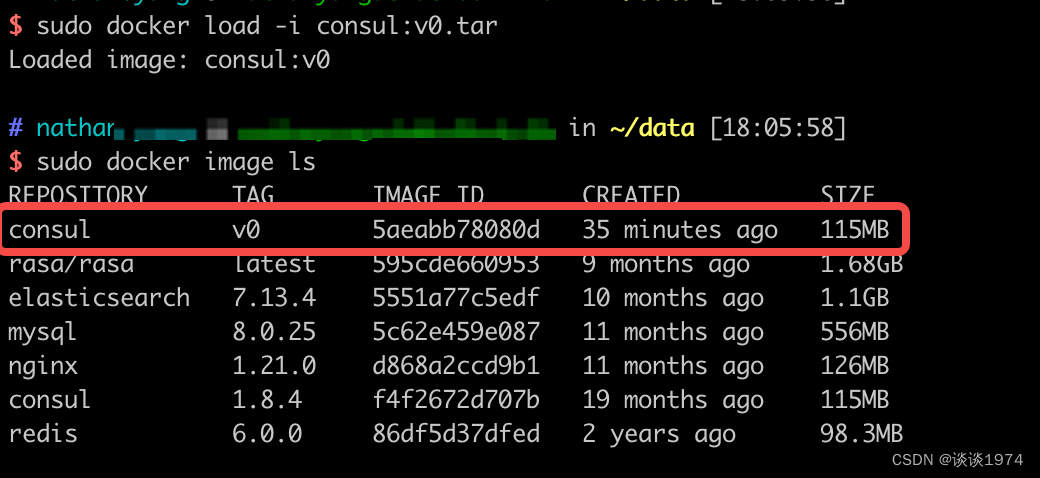 $ sudo docker load -i consul:v0.tar
Loaded image: consul:v0
# nathan in ~/data [18:05:58]
$ sudo docker image ls
REPOSITORY TAG IMAGE ID CREATED SIZE
consul v0 5aeabb78080d 35 minutes ago 115MB
rasa/rasa latest 595cde660953 9 months ago 1.68GB
elasticsearch 7.13.4 5551a77c5edf 10 months ago 1.1GB
mysql 8.0.25 5c62e459e087 11 months ago 556MB
nginx 1.21.0 d868a2ccd9b1 11 months ago 126MB
consul 1.8.4 f4f2672d707b 19 months ago 115MB
redis 6.0.0 86df5d37dfed 2 years ago 98.3MB
CSDN @谈谈1974